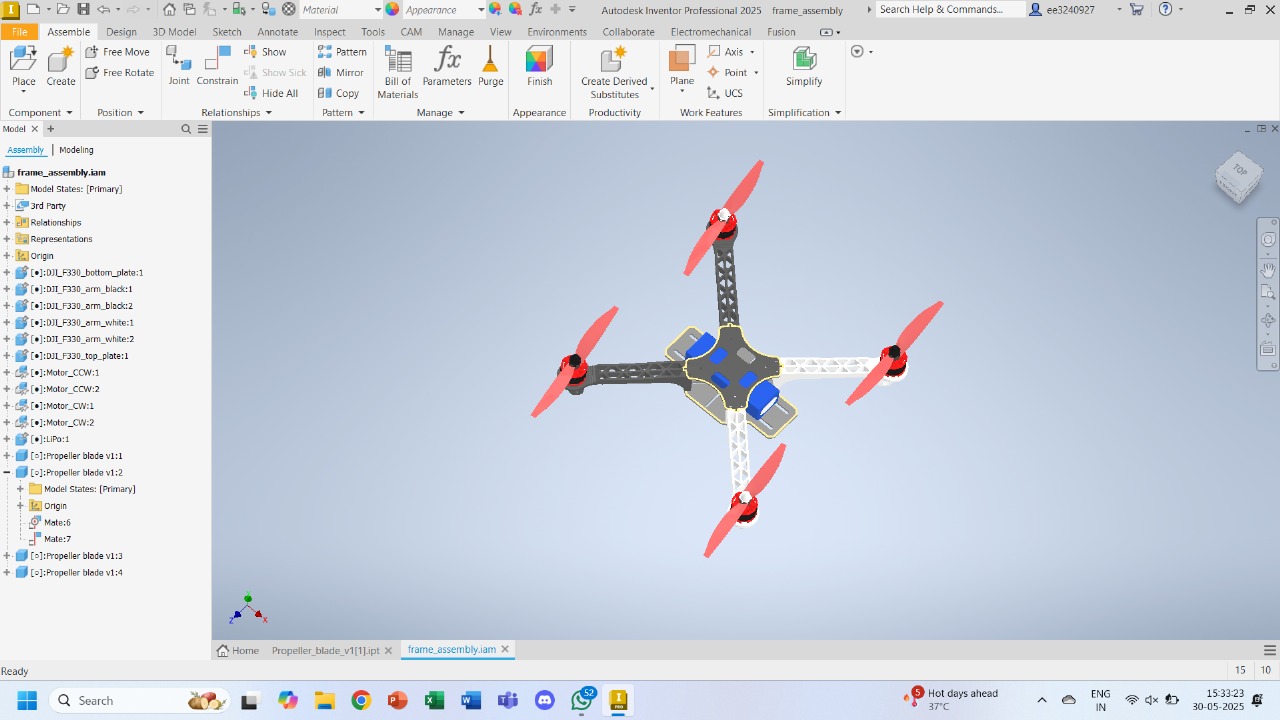 I Material Appearance Autodesk Inventor Professional 2025 frame_assembly Search Help & Commands... ee3240927
File Assemble Design 3D Model Sketch Annotate Inspect Tools CAM Manage View Environments Collaborate Electromechanical Fusion
Place Create Free Move Free Rotate Joint Constrain Show Show Sick Hide All Pattern Mirror Copy Bill of Materials Parameters Purge Finish Create Derived Substitutes Plane Axis Point UCS Simplify
Component Position Relationships Pattern Manage Appearance Productivity Work Features Simplification
Model
Assembly | Modeling
frame_assembly.iam
Model States: [Primary]
3rd Party
Relationships
Representations
Origin
[●]:DJI_F330_bottom_plate:1
[●]:DJI_F330_arm_black:1
[●]:DJI_F330_arm_black:2
[●]:DJI_F330_arm_white:1
[●]:DJI_F330_arm_white:2
[●]:DJI_F330_top_plate:1
[●]:Motor_CCW:1
[●]:Motor_CCW:2
[●]:Motor_CW:1
[●]:Motor_CW:2
[●]:LiPo:1
[○]:Propeller blade v1:1
[○]:Propeller blade v1:2
Model States: [Primary]
Origin
Mate:6
Mate:7
[○]:Propeller blade v1:3
[○]:Propeller blade v1:4
TOP
Y
Z X
Home Propeller_blade_v1[1].ipt frame_assembly.iam
Ready 15 10
Search 52 I PRO 5 Hot days ahead 37°C ENG IN 15:33:23 30-05-2025